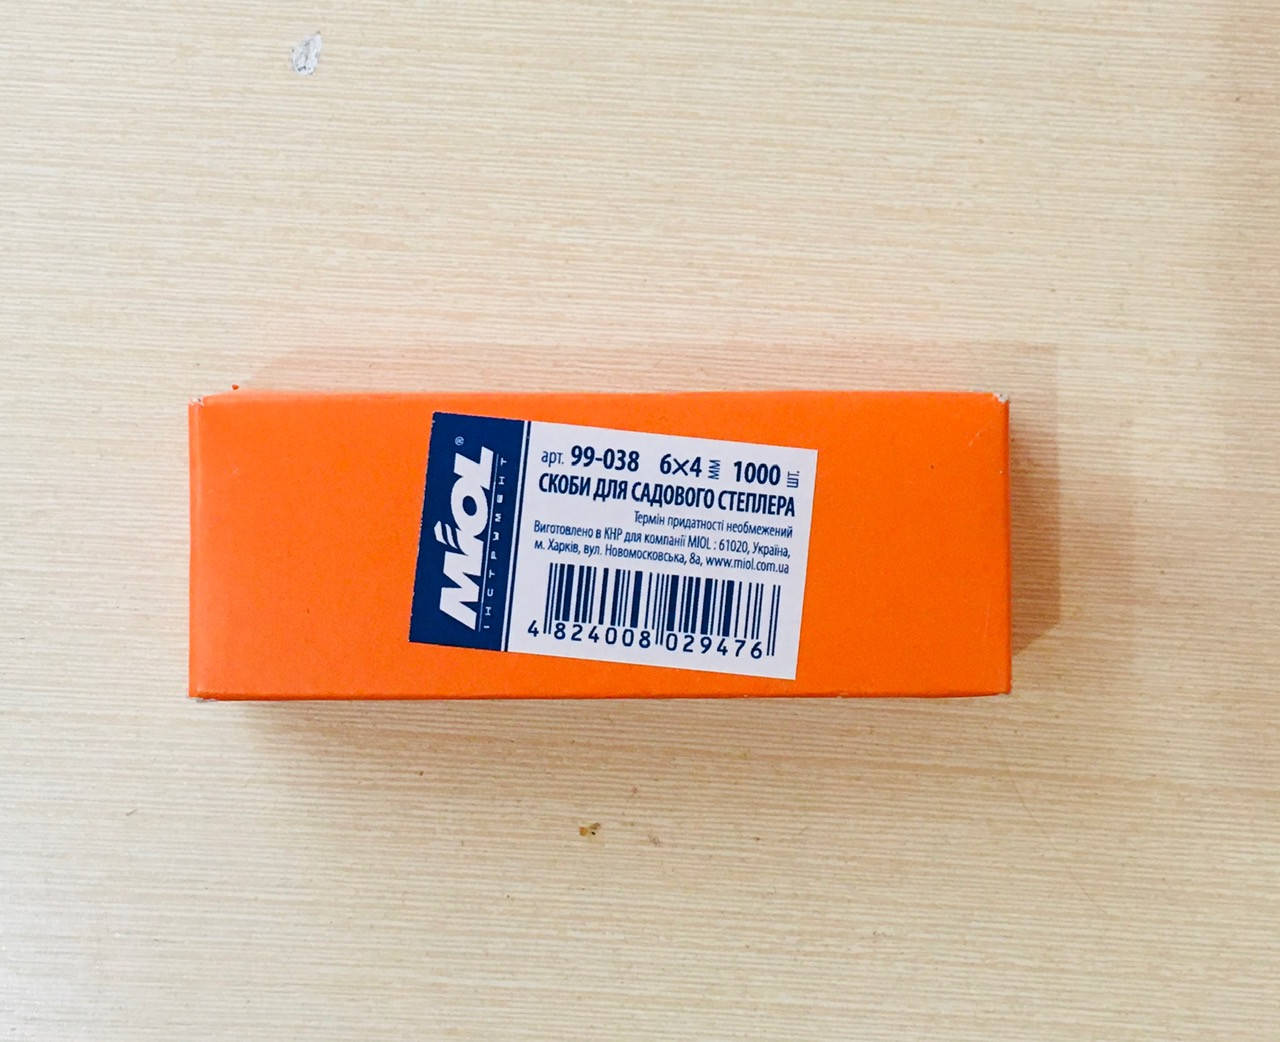 MIOL ®
ІНСТРУМЕНТ
арт. 99-038 6×4 мм 1000 шт.
СКОБИ ДЛЯ САДОВОГО СТЕПЛЕРА
Термін придатності необмежений
Виготовлено в КНР для компанії MIOL : 61020, Україна,
м. Харків, вул. Новомосковська, 8а, www.miol.com.ua
4 824008 029476